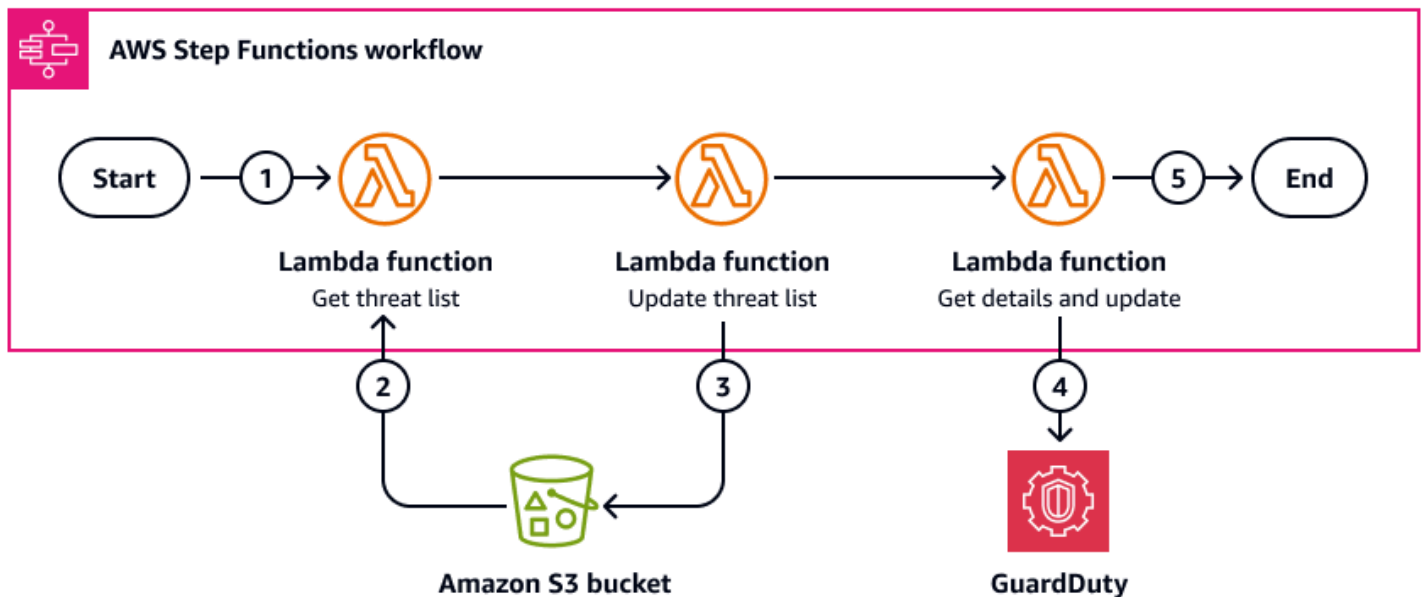 AWS Step Functions workflow
Start
1
5
End
Lambda function
Get threat list
Lambda function
Update threat list
Lambda function
Get details and update
2
3
4
Amazon S3 bucket
GuardDuty